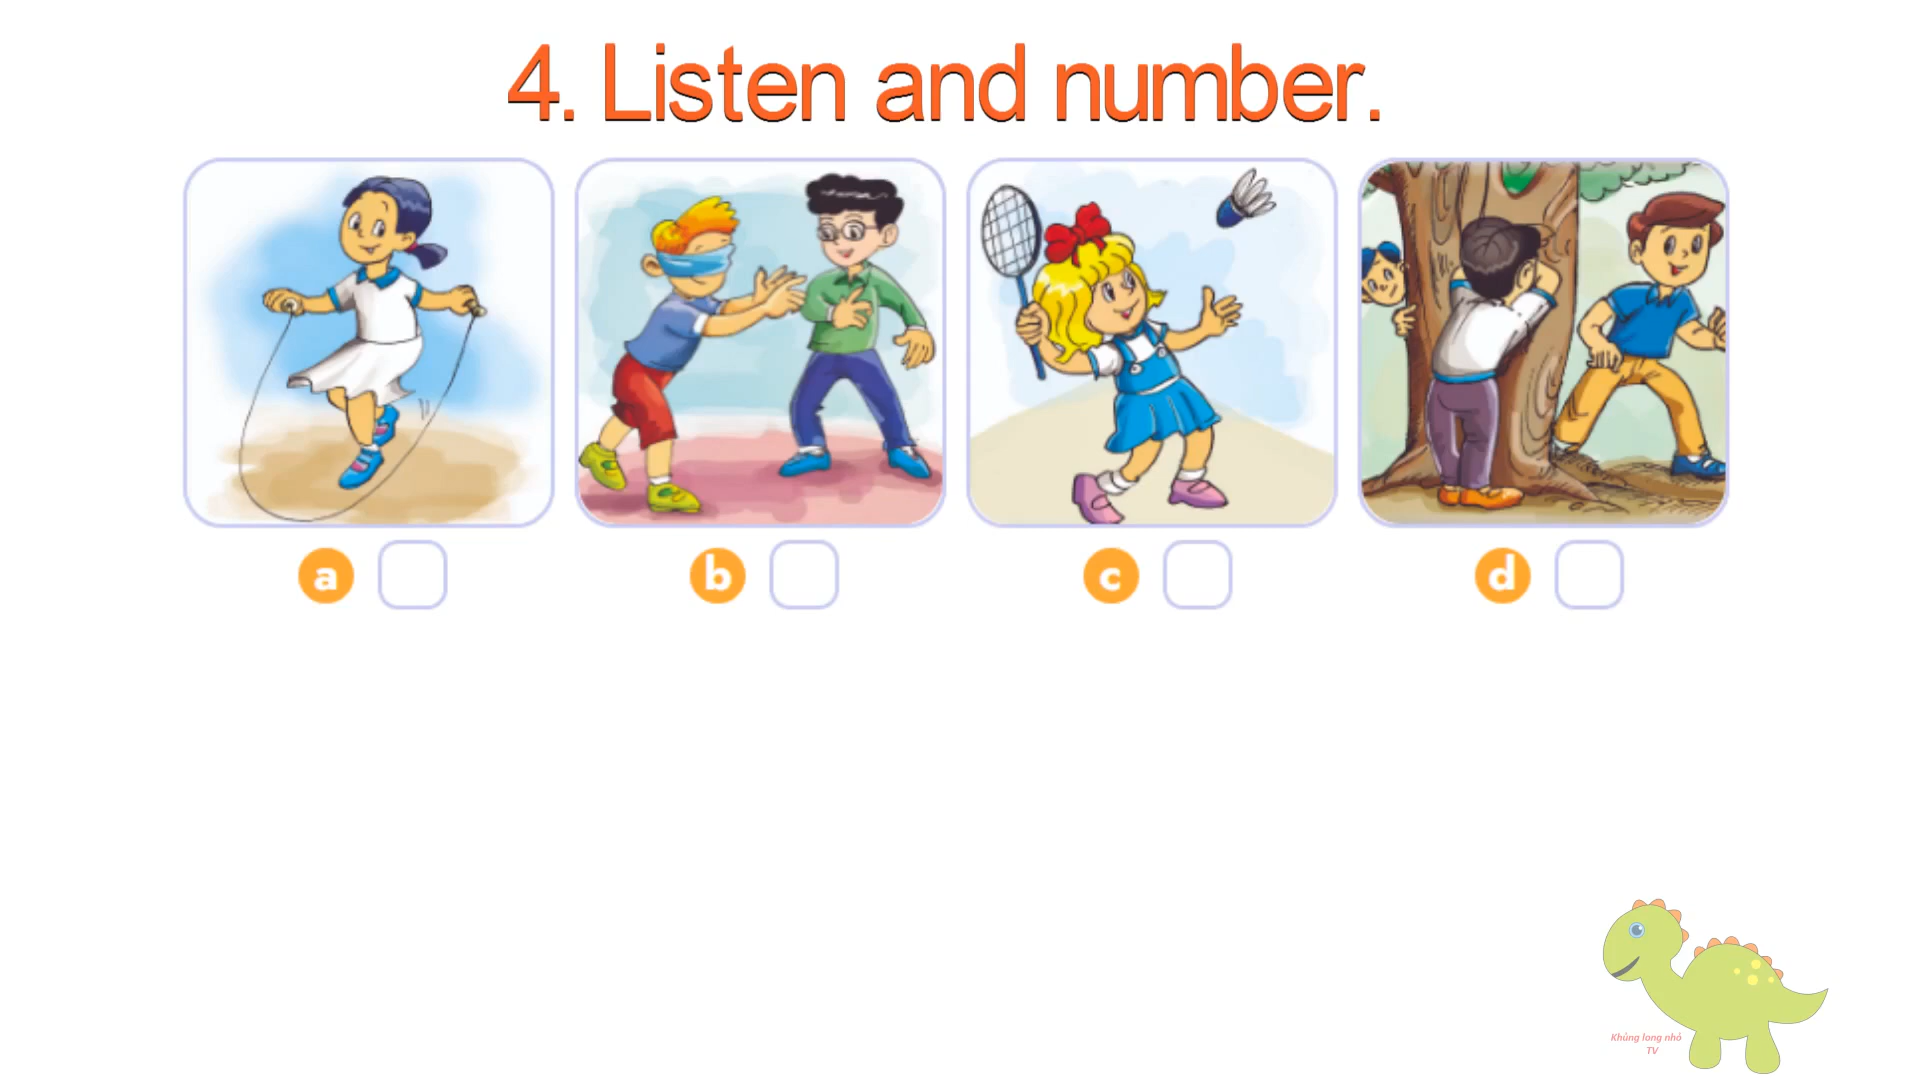 4. Listen and number.
a
b
c
d
Khủng long nhỏ
TV